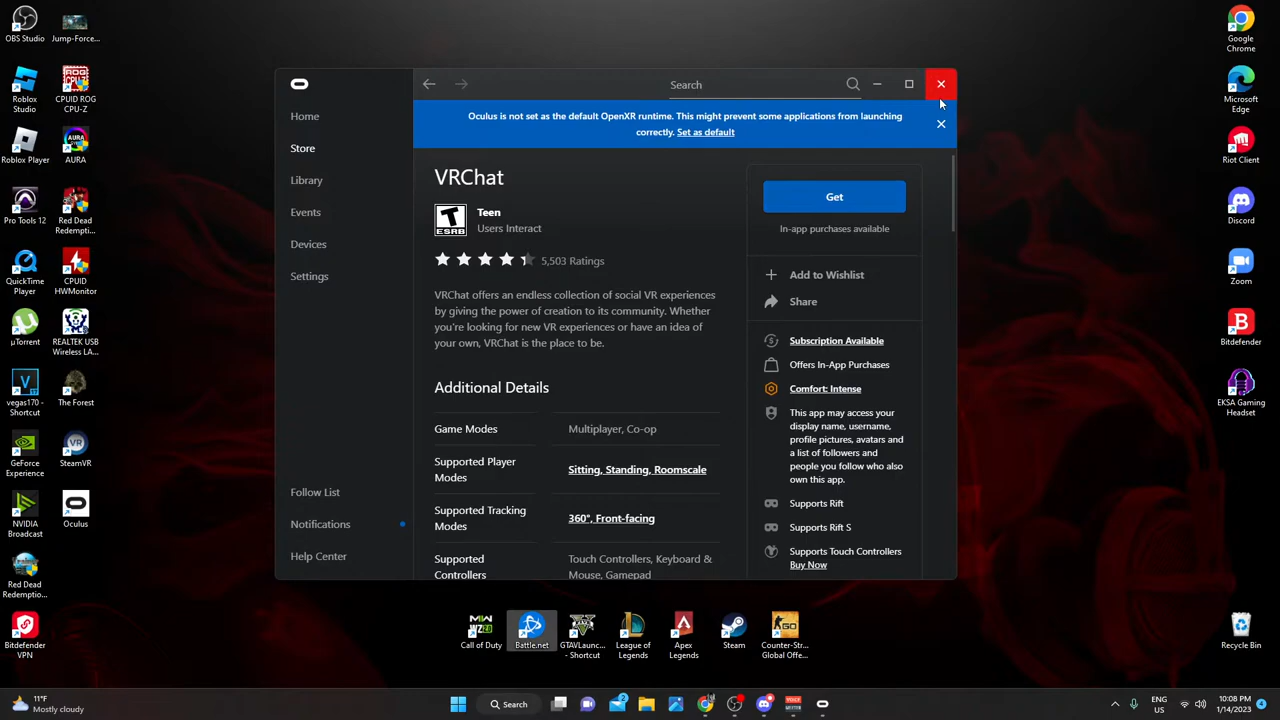 OBS Studio
Jump-Force...
Roblox
Studio
CPUID ROG
CPU-Z
Roblox Player
AURA
Pro Tools 12
Red Dead
Redempti...
QuickTime
Player
CPUID
HWMonitor
µTorrent
REALTEK USB
Wireless LA...
vegas170 -
Shortcut
The Forest
GeForce
Experience
SteamVR
NVIDIA
Broadcast
Oculus
Red Dead
Redemptio...
Bitdefender
VPN
Home
Store
Library
Events
Devices
Settings
Follow List
Notifications
Help Center
Search
Oculus is not set as the default OpenXR runtime. This might prevent some applications from launching
correctly. Set as default
VRChat
T
ESRB
Teen
Users Interact
5,503 Ratings
VRChat offers an endless collection of social VR experiences
by giving the power of creation to its community. Whether
you're looking for new VR experiences or have an idea of
your own, VRChat is the place to be.
Additional Details
Game Modes
Multiplayer, Co-op
Supported Player
Modes
Sitting, Standing, Roomscale
Supported Tracking
Modes
360°, Front-facing
Supported
Controllers
Touch Controllers, Keyboard &
Mouse, Gamepad
Get
In-app purchases available
Add to Wishlist
Share
Subscription Available
Offers In-App Purchases
Comfort: Intense
This app may access your
display name, username,
profile pictures, avatars and
a list of followers and
people you follow who also
own this app.
Supports Rift
Supports Rift S
Supports Touch Controllers
Buy Now
Google
Chrome
Microsoft
Edge
Riot Client
Discord
Zoom
Bitdefender
EKSA Gaming
Headset
Recycle Bin
Call of Duty
Battle.net
GTAVLaunc...
- Shortcut
League of
Legends
Apex
Legends
Steam
Counter-Str...
Global Offe...
11°F
Mostly cloudy
Search
2
ENG
US
10:08 PM
1/14/2023